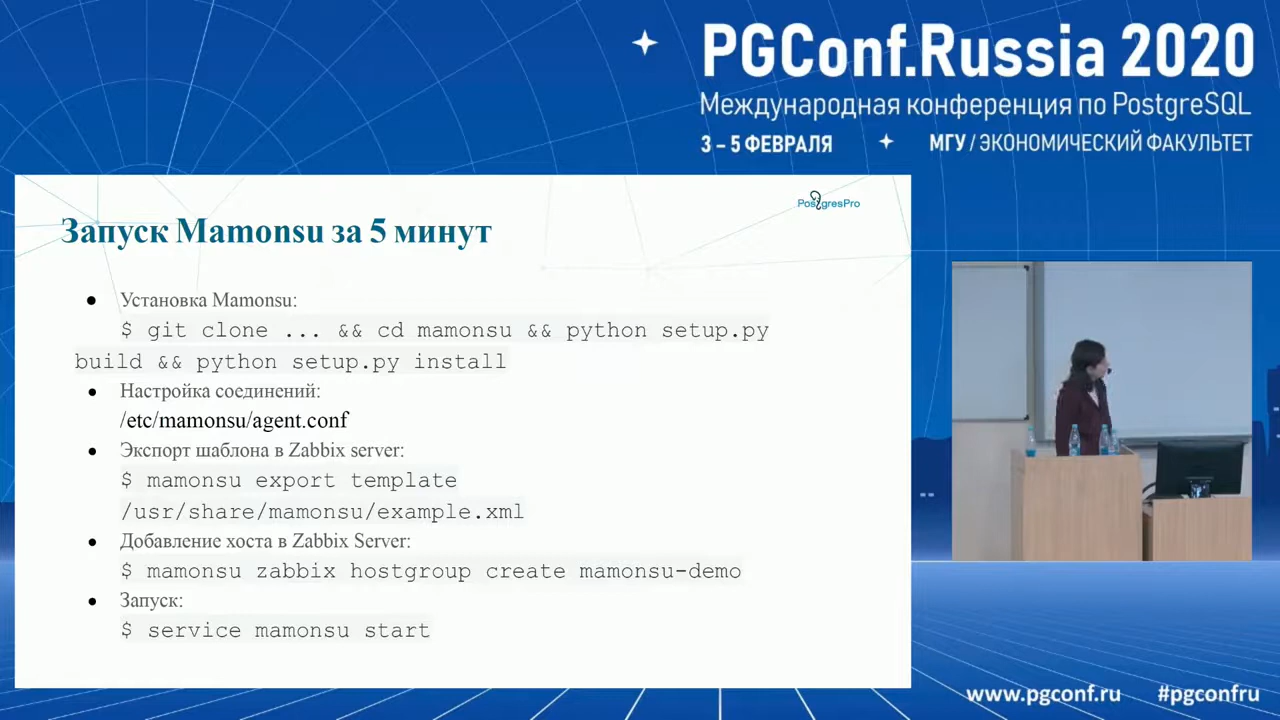 PGConf.Russia 2020
Международная конференция по PostgreSQL
3 – 5 ФЕВРАЛЯ МГУ / ЭКОНОМИЧЕСКИЙ ФАКУЛЬТЕТ
PostgresPro
Запуск Mamonsu за 5 минут
● Установка Mamonsu:
$ git clone ... && cd mamonsu && python setup.py
build && python setup.py install
● Настройка соединений:
/etc/mamonsu/agent.conf
● Экспорт шаблона в Zabbix server:
$ mamonsu export template
/usr/share/mamonsu/example.xml
● Добавление хоста в Zabbix Server:
$ mamonsu zabbix hostgroup create mamonsu-demo
● Запуск:
$ service mamonsu start
www.pgconf.ru #pgconfru